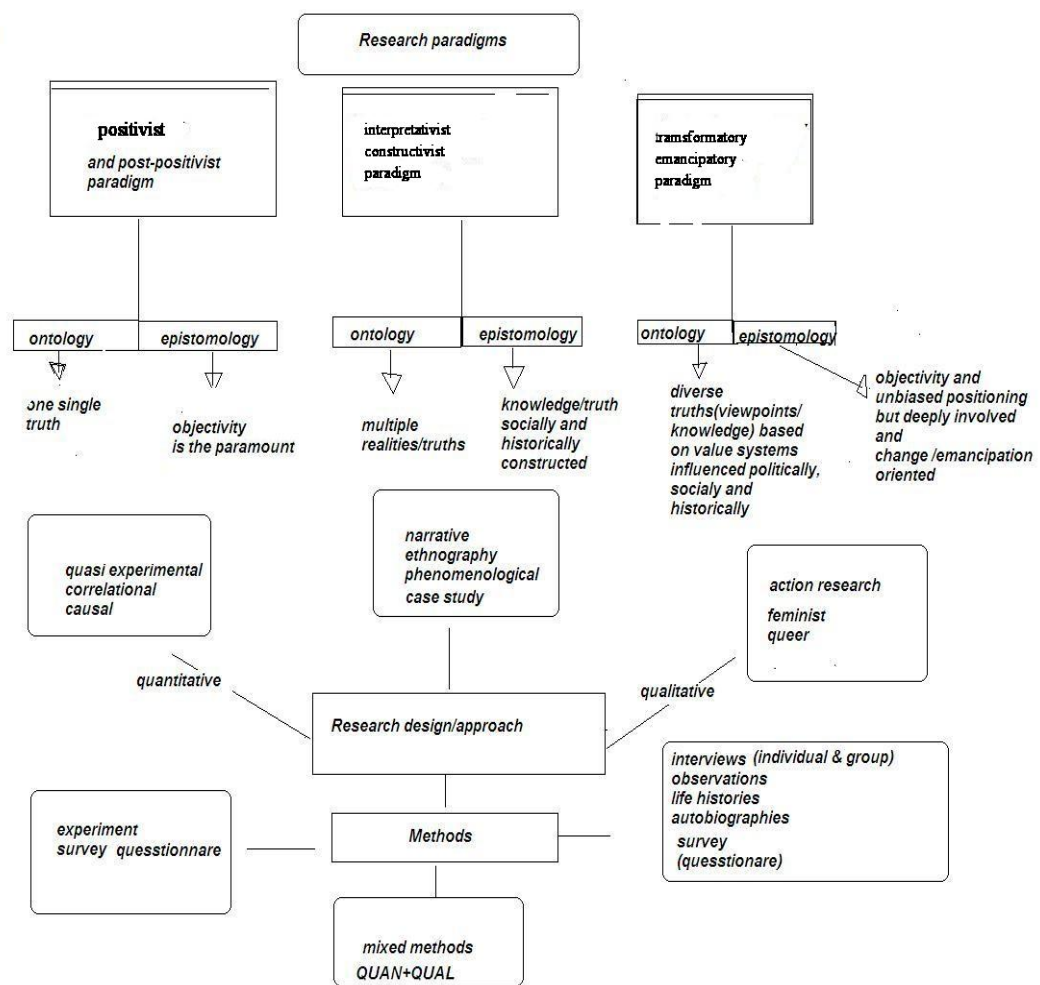 Research paradigms
positivist
and post-positivist
paradigm
interpretativist
constructivist
paradigm
tramsformatory
emancipatory
paradigm
ontology
epistomology
ontology
epistomology
ontology
epistomology
one single
truth
objectivity
is the paramount
multiple
realities/truths
knowledge/truth
socially and
historically
constructed
diverse
truths(viewpoints/
knowledge) based
on value systems
influenced politically,
socialy and
historically
objectivity and
unbiased positioning
but deeply involved
and
change /emancipation
oriented
quasi experimental
correlational
causal
narrative
ethnography
phenomenological
case study
action research
feminist
queer
quantitative
qualitative
Research design/approach
interviews (individual & group)
observations
life histories
autobiographies
survey
(quesstionare)
experiment
survey quesstionnare
Methods
mixed methods
QUAN+QUAL